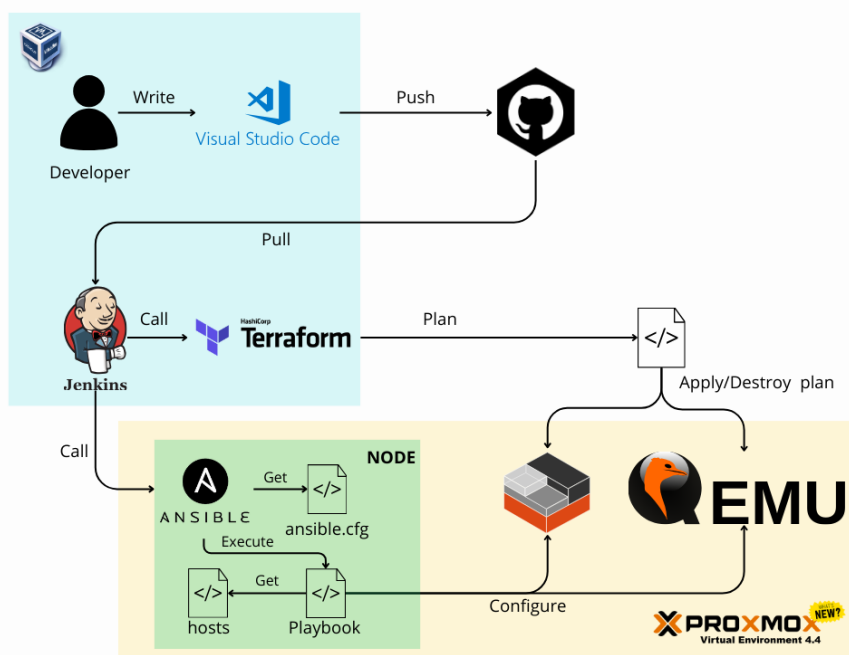 Write
Push
Visual Studio Code
Developer
Pull
Call
HashiCorp
Terraform
Plan
</>
Jenkins
Apply/Destroy plan
Call
NODE
Get
</>
ANSIBLE
ansible.cfg
EMU
Execute
</>
Get
</>
hosts
Playbook
Configure
PROXMOX
NEW?
Virtual Environment 4.4